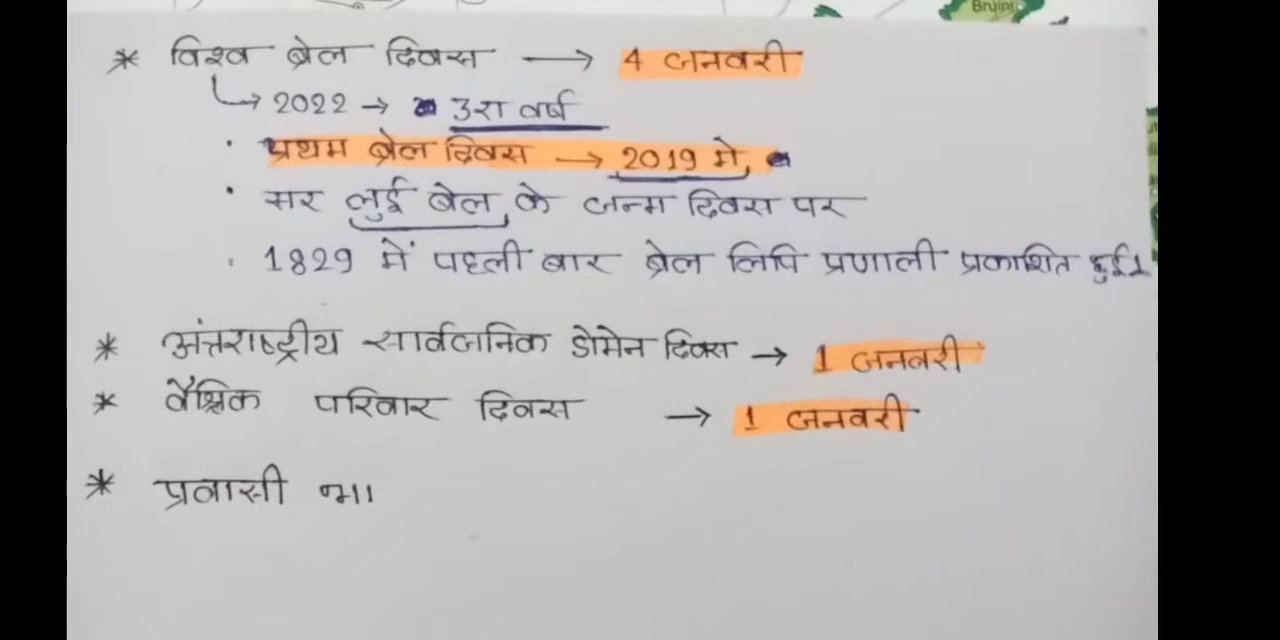 Bruini
* विश्व ब्रेल दिवस → 4 जनवरी
↳ 2022 → 3रा वर्ष
· प्रथम ब्रेल दिवस → 2019 मे,
· सर लुई ब्रेल के जन्म दिवस पर
· 1829 में पहली बार ब्रेल लिपि प्रणाली प्रकाशित हुई।
* अंत्तराष्ट्रीय सार्वजनिक डोमेन दिवस → 1 जनवरी
* वैश्विक परिवार दिवस → 1 जनवरी
* प्रवासी भा